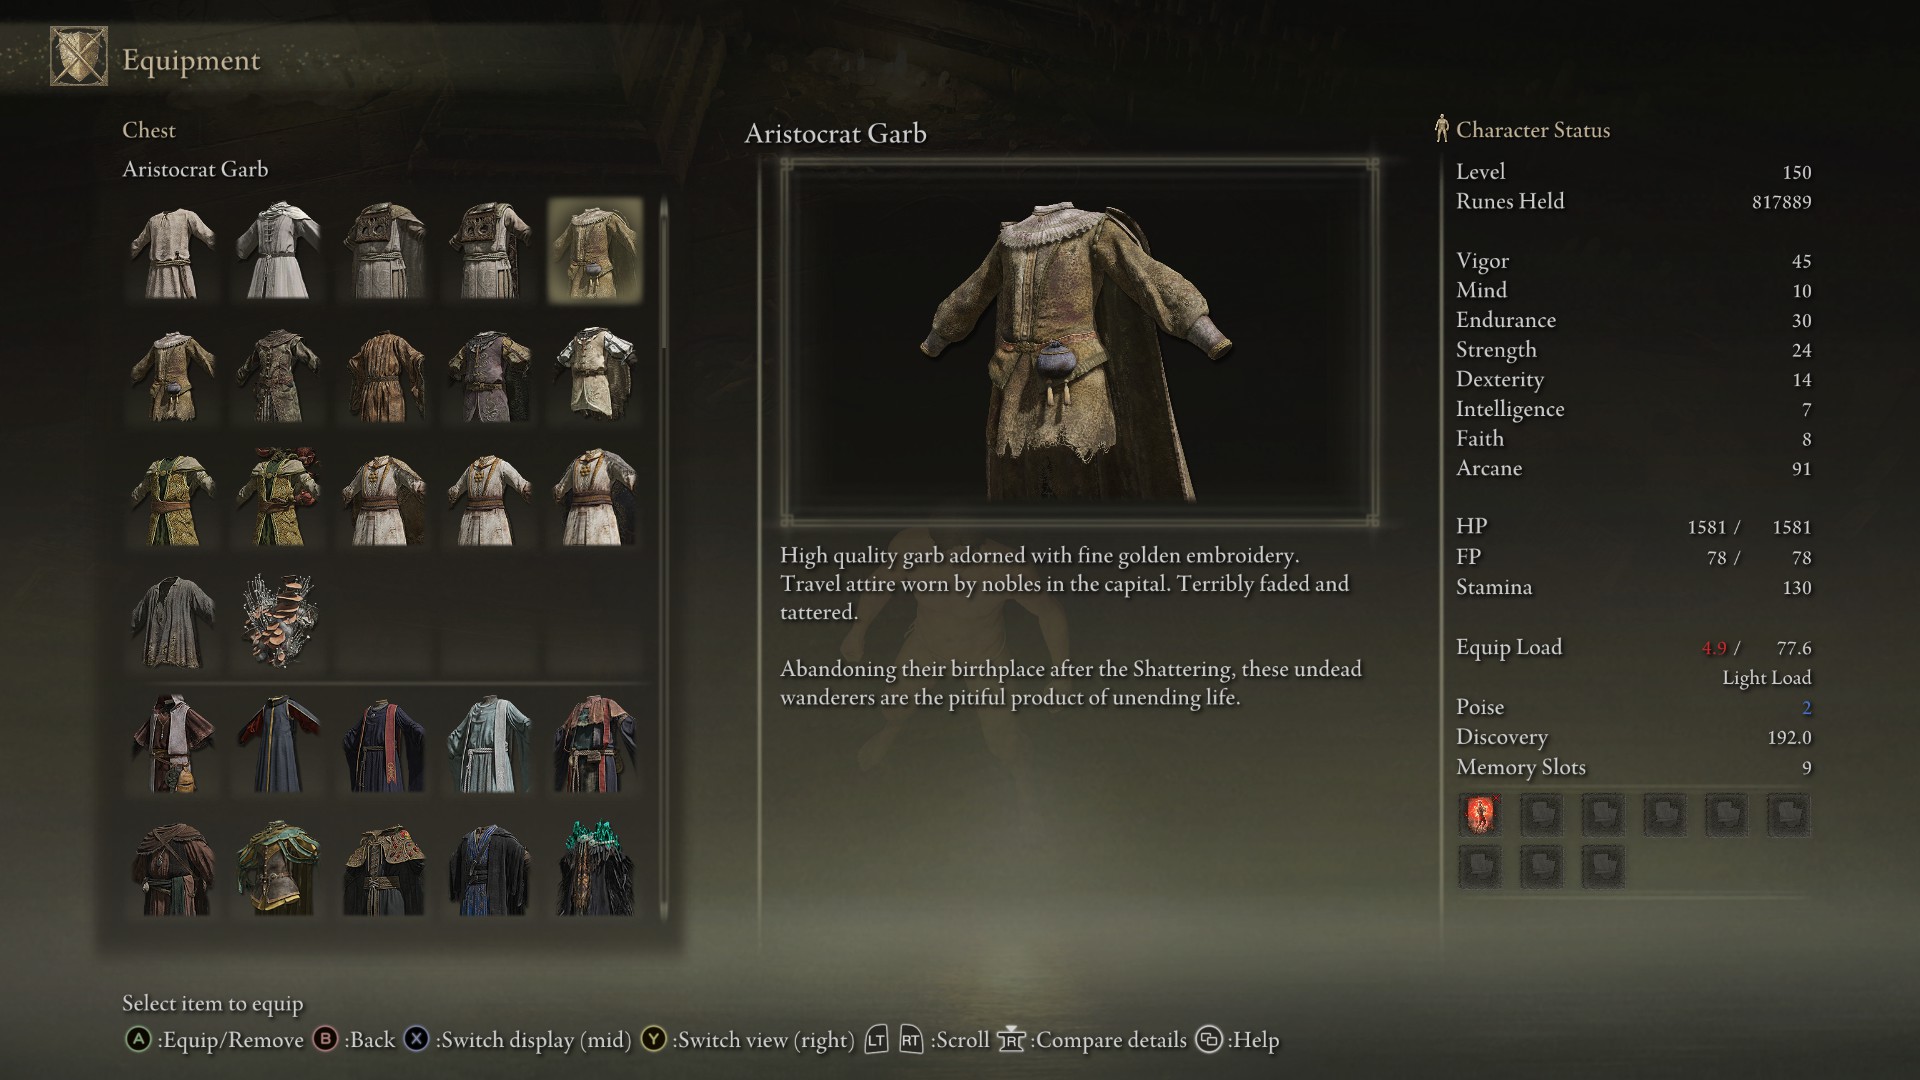 Equipment
Chest
Aristocrat Garb
Aristocrat Garb
High quality garb adorned with fine golden embroidery.
Travel attire worn by nobles in the capital. Terribly faded and
tattered.
Abandoning their birthplace after the Shattering, these undead
wanderers are the pitiful product of unending life.
Character Status
Level 150
Runes Held 817889
Vigor 45
Mind 10
Endurance 30
Strength 24
Dexterity 14
Intelligence 7
Faith 8
Arcane 91
HP 1581 / 1581
FP 78 / 78
Stamina 130
Equip Load 4.9 / 77.6
Light Load
Poise 2
Discovery 192.0
Memory Slots 9
Select item to equip
A :Equip/Remove B :Back X :Switch display (mid) Y :Switch view (right) LT RT :Scroll R :Compare details :Help